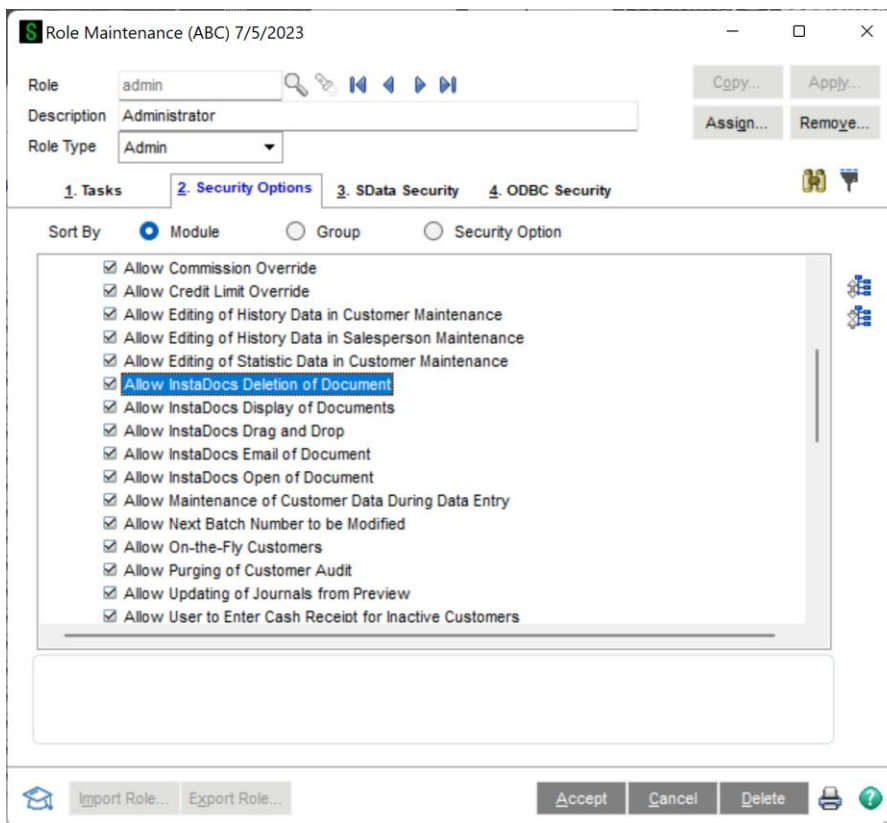 S Role Maintenance (ABC) 7/5/2023
Role admin Copy... Apply...
Description Administrator Assign... Remove...
Role Type Admin
1. Tasks 2. Security Options 3. SData Security 4. ODBC Security
Sort By Module Group Security Option
Allow Commission Override
Allow Credit Limit Override
Allow Editing of History Data in Customer Maintenance
Allow Editing of History Data in Salesperson Maintenance
Allow Editing of Statistic Data in Customer Maintenance
Allow InstaDocs Deletion of Document
Allow InstaDocs Display of Documents
Allow InstaDocs Drag and Drop
Allow InstaDocs Email of Document
Allow InstaDocs Open of Document
Allow Maintenance of Customer Data During Data Entry
Allow Next Batch Number to be Modified
Allow On-the-Fly Customers
Allow Purging of Customer Audit
Allow Updating of Journals from Preview
Allow User to Enter Cash Receipt for Inactive Customers
Import Role... Export Role... Accept Cancel Delete ?